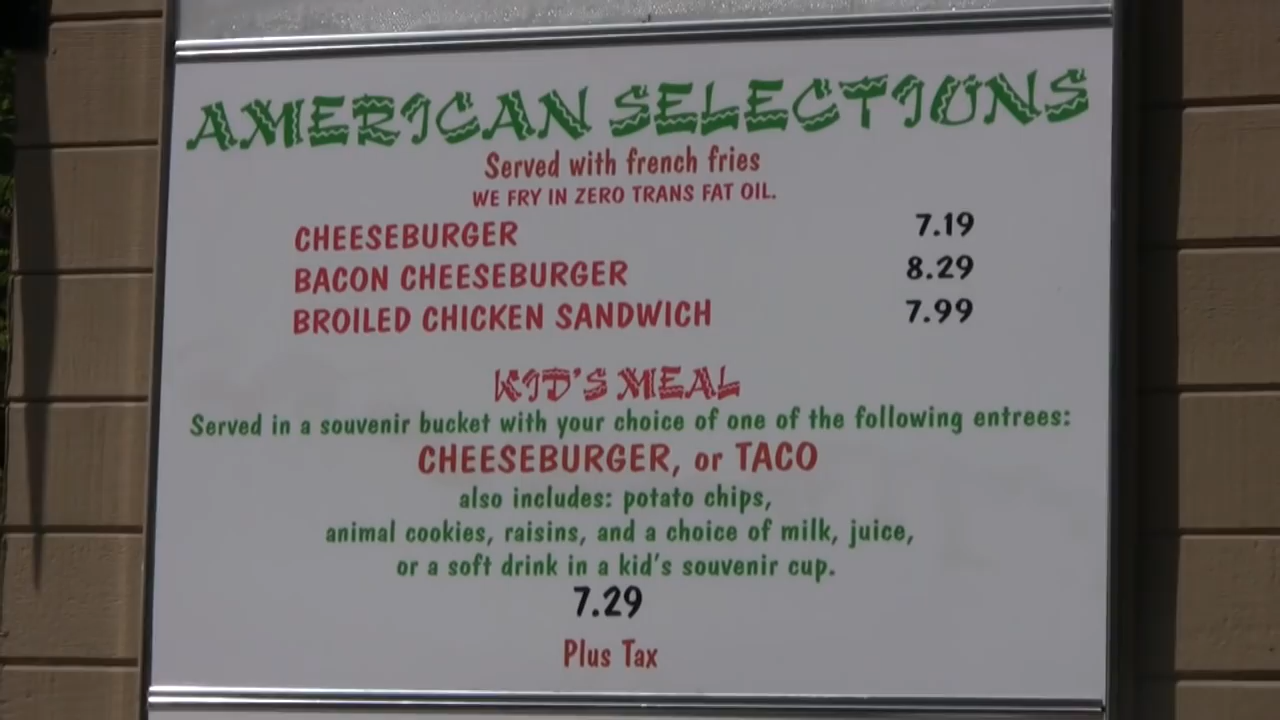 AMERICAN SELECTIONS
Served with french fries
WE FRY IN ZERO TRANS FAT OIL.
CHEESEBURGER 7.19
BACON CHEESEBURGER 8.29
BROILED CHICKEN SANDWICH 7.99
KID'S MEAL
Served in a souvenir bucket with your choice of one of the following entrees:
CHEESEBURGER, or TACO
also includes: potato chips,
animal cookies, raisins, and a choice of milk, juice,
or a soft drink in a kid's souvenir cup.
7.29
Plus Tax